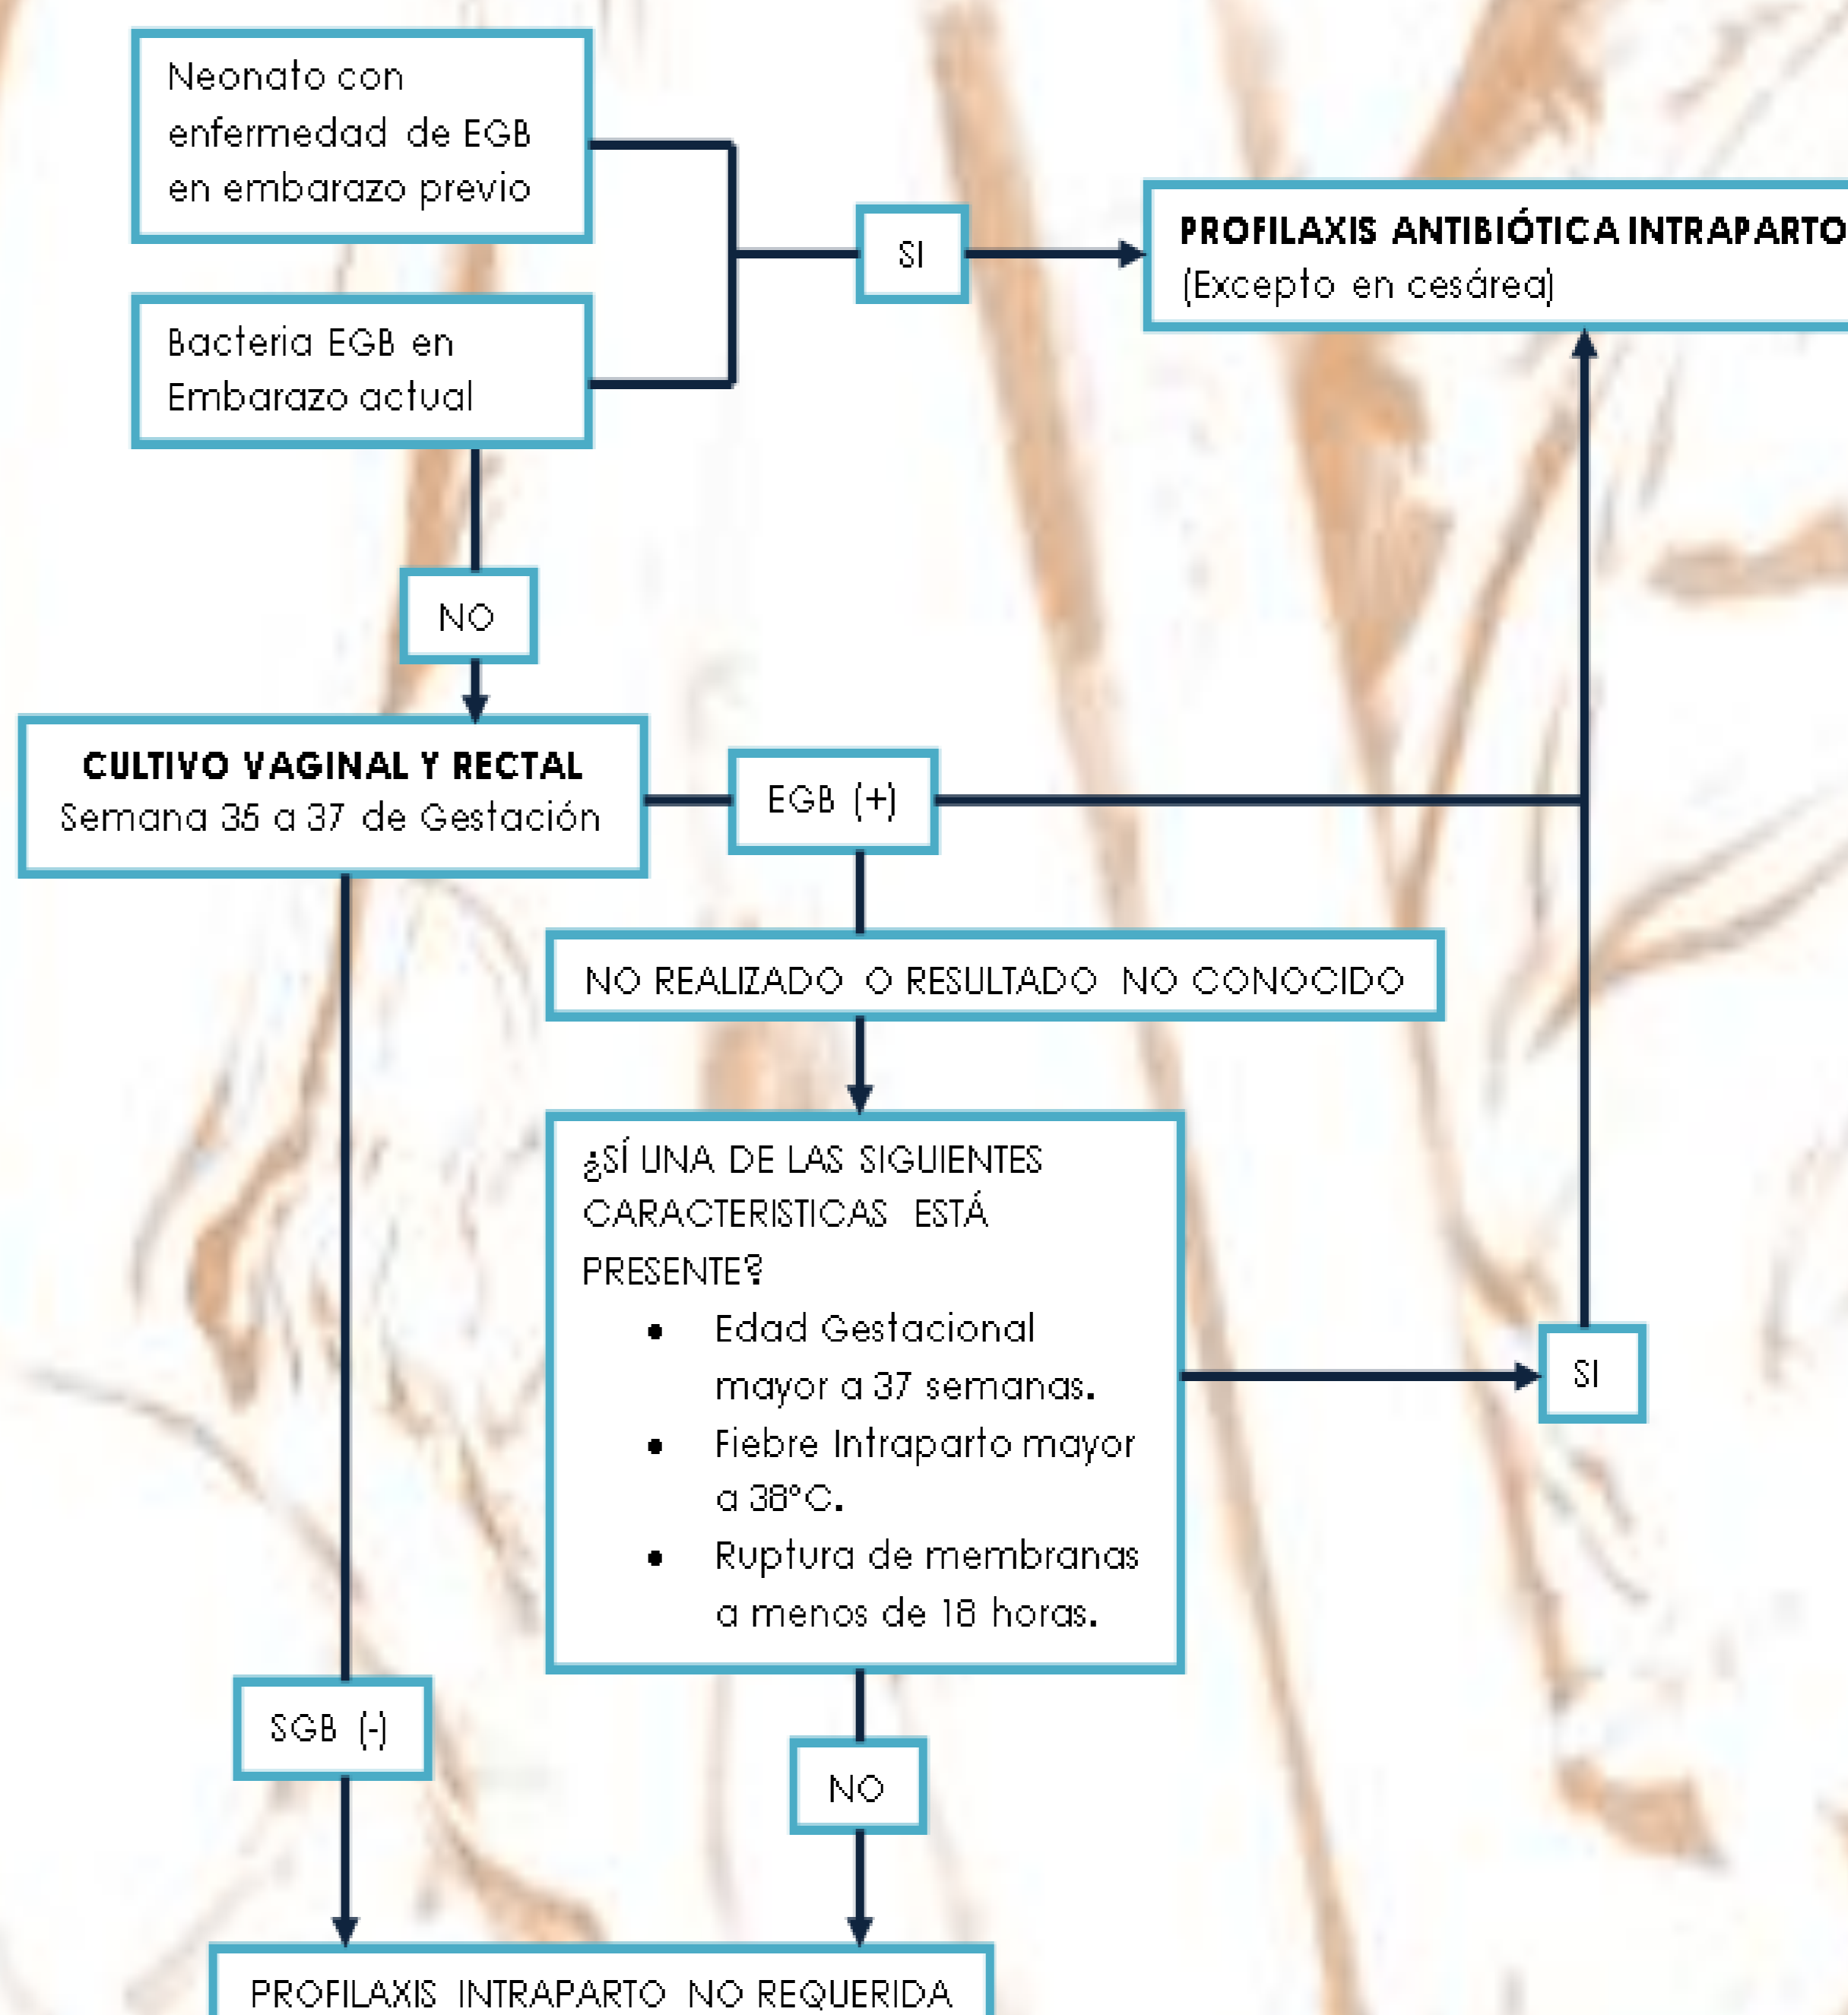 Neonato con
enfermedad de EGB
en embarazo previo
SI
PROFILAXIS ANTIBIÓTICA INTRAPARTO
(Excepto en cesárea)
Bacteria EGB en
Embarazo actual
NO
CULTIVO VAGINAL Y RECTAL
Semana 35 a 37 de Gestación
EGB (+)
NO REALIZADO O RESULTADO NO CONOCIDO
¿SÍ UNA DE LAS SIGUIENTES
CARACTERISTICAS ESTÁ
PRESENTE?
• Edad Gestacional
mayor a 37 semanas.
• Fiebre Intraparto mayor
a 38°C.
• Ruptura de membranas
a menos de 18 horas.
SI
SGB (-)
NO
PROFILAXIS INTRAPARTO NO REQUERIDA